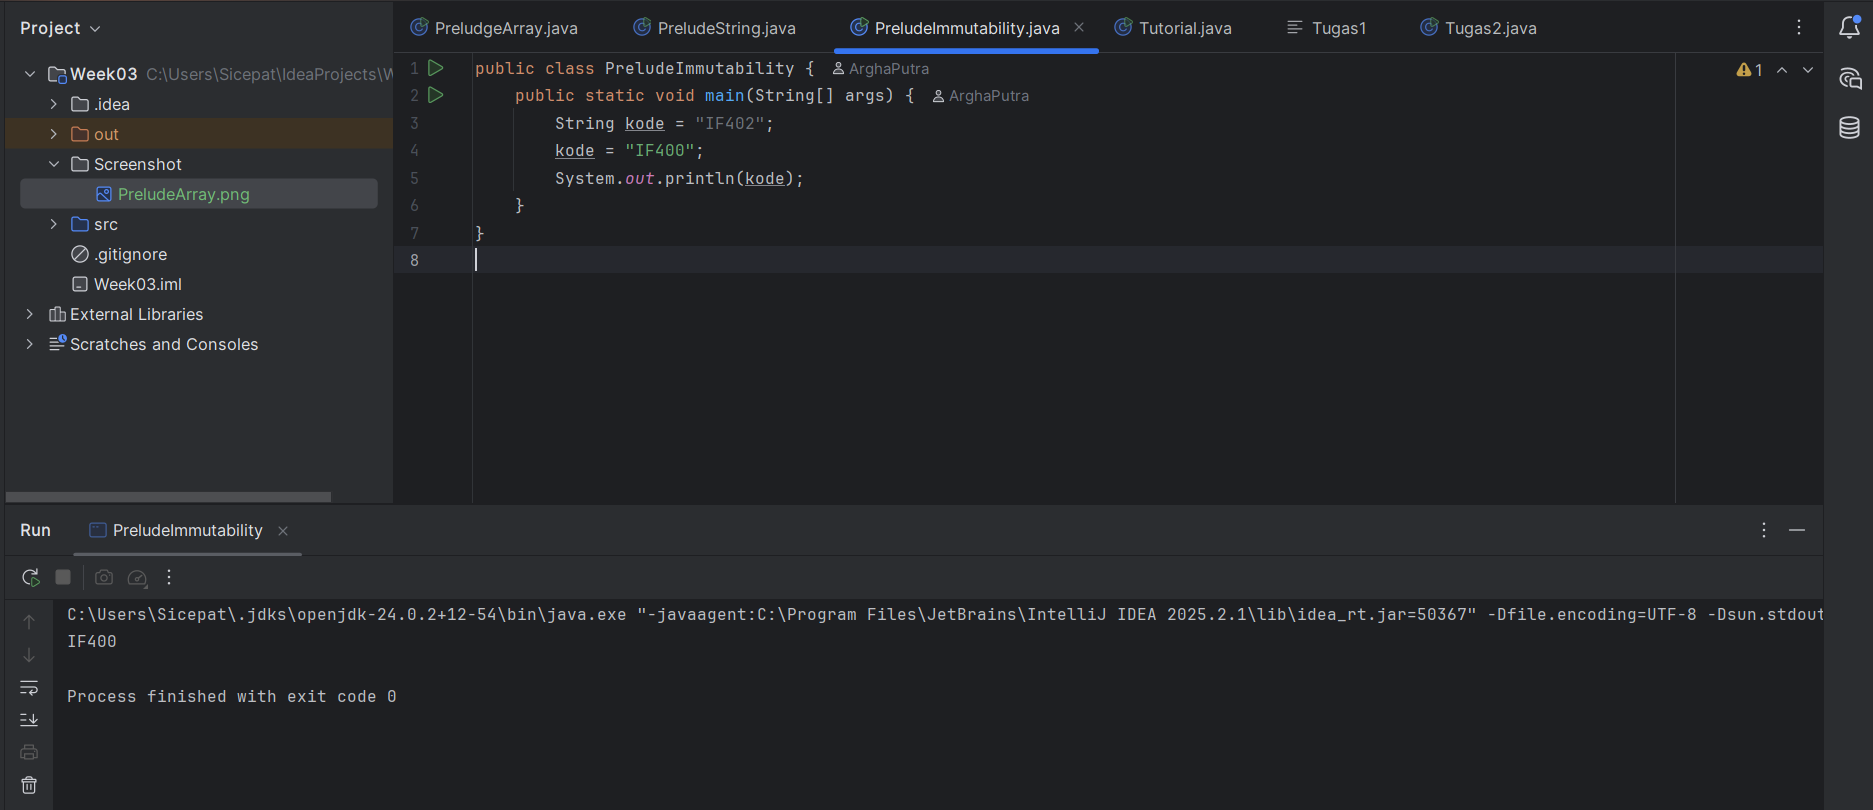 Project
PreludgeArray.java PreludeString.java PreludeImmutability.java Tutorial.java Tugas1 Tugas2.java
Week03 C:\Users\Sicepat\IdeaProjects\W
.idea
out
Screenshot
PreludeArray.png
src
.gitignore
Week03.iml
External Libraries
Scratches and Consoles
1 public class PreludeImmutability { ArghaPutra
2 public static void main(String[] args) { ArghaPutra
3 String kode = "IF402";
4 kode = "IF400";
5 System.out.println(kode);
6 }
7 }
8
1
Run PreludeImmutability
C:\Users\Sicepat\.jdks\openjdk-24.0.2+12-54\bin\java.exe "-javaagent:C:\Program Files\JetBrains\IntelliJ IDEA 2025.2.1\lib\idea_rt.jar=50367" -Dfile.encoding=UTF-8 -Dsun.stdout
IF400
Process finished with exit code 0